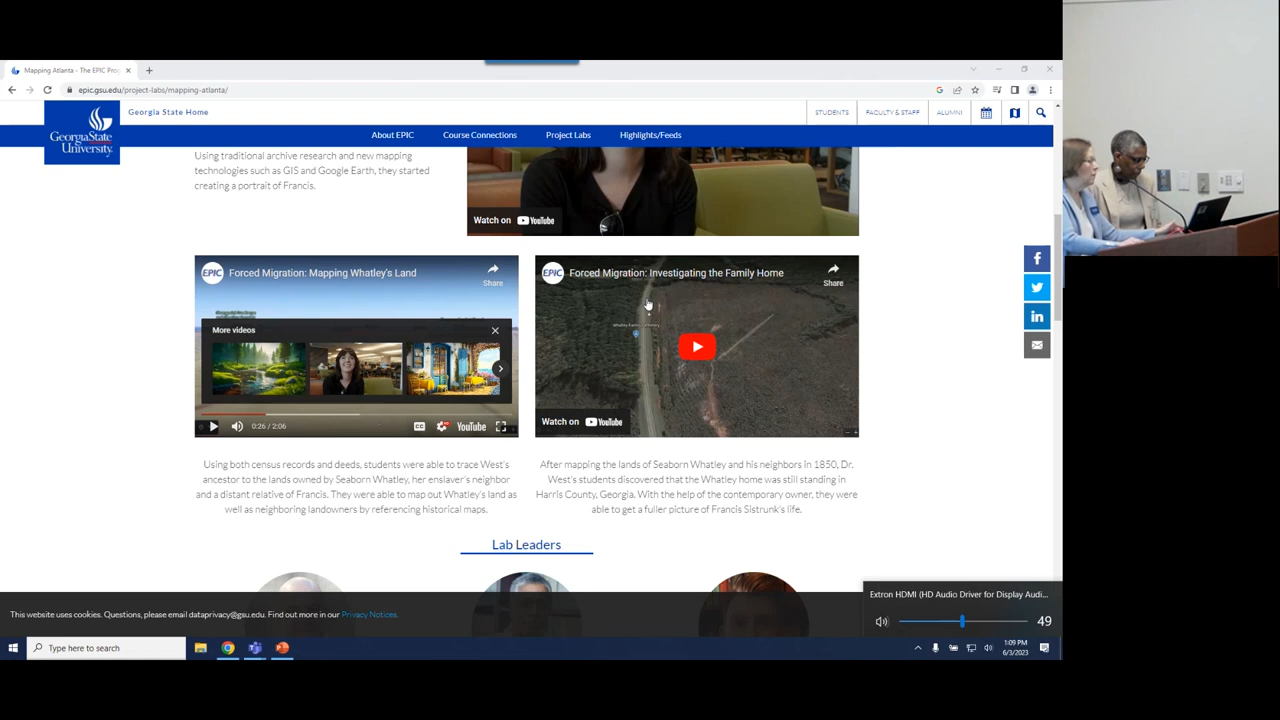 Mapping Atlanta - The EPIC Prog
epic.gsu.edu/project-labs/mapping-atlanta/
Georgia State Home
STUDENTS
FACULTY & STAFF
ALUMNI
GeorgiaState
University
About EPIC
Course Connections
Project Labs
Highlights/Feeds
Using traditional archive research and new mapping
technologies such as GIS and Google Earth, they started
creating a portrait of Francis.
Watch on YouTube
EPIC Forced Migration: Mapping Whatley's Land
Share
More videos
0:26 / 2:06
CC
YouTube
EPIC Forced Migration: Investigating the Family Home
Share
Whatley Family Cemetery
Watch on YouTube
Using both census records and deeds, students were able to trace West's
ancestor to the lands owned by Seaborn Whatley, her enslaver's neighbor
and a distant relative of Francis. They were able to map out Whatley's land as
well as neighboring landowners by referencing historical maps.
After mapping the lands of Seaborn Whatley and his neighbors in 1850, Dr.
West's students discovered that the Whatley home was still standing in
Harris County, Georgia. With the help of the contemporary owner, they were
able to get a fuller picture of Francis Sistrunk's life.
Lab Leaders
This website uses cookies. Questions, please email dataprivacy@gsu.edu. Find out more in our Privacy Notices.
Extron HDMI (HD Audio Driver for Display Audi...
49
Type here to search
1:09 PM
6/3/2023